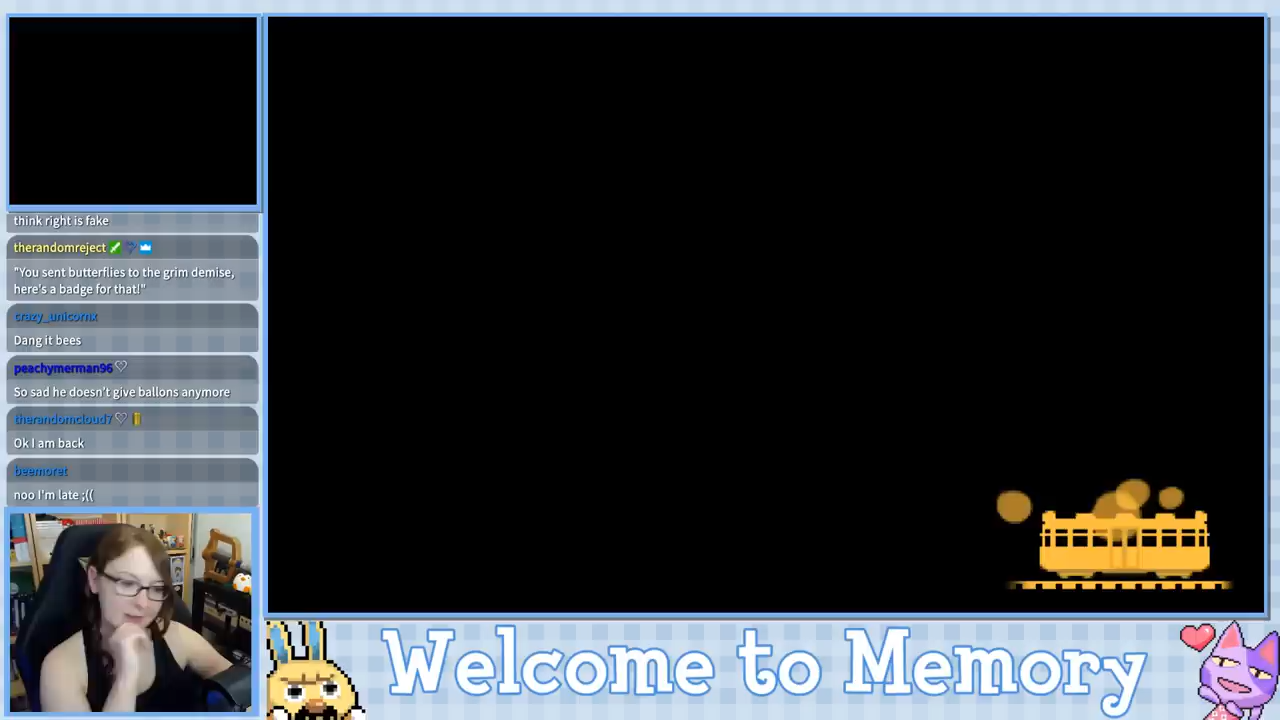 think right is fake
therandomreject
"You sent butterflies to the grim demise,
here's a badge for that!"
crazy_unicornx
Dang it bees
peachymerman96
So sad he doesn't give ballons anymore
therandomcloud7
Ok I am back
beemoret
noo I'm late ;((
Welcome to Memory